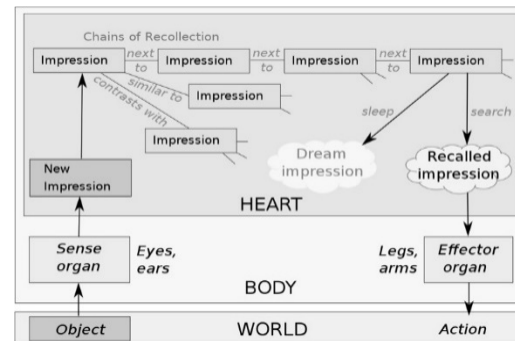 Chains of Recollection
Impression
next
to
Impression
next
to
Impression
next
to
Impression
similar to
Impression
contrasts with
Impression
sleep
search
Dream
impression
Recalled
impression
New
Impression
HEART
Sense
organ
Eyes,
ears
Legs,
arms
Effector
organ
BODY
Object
WORLD
Action